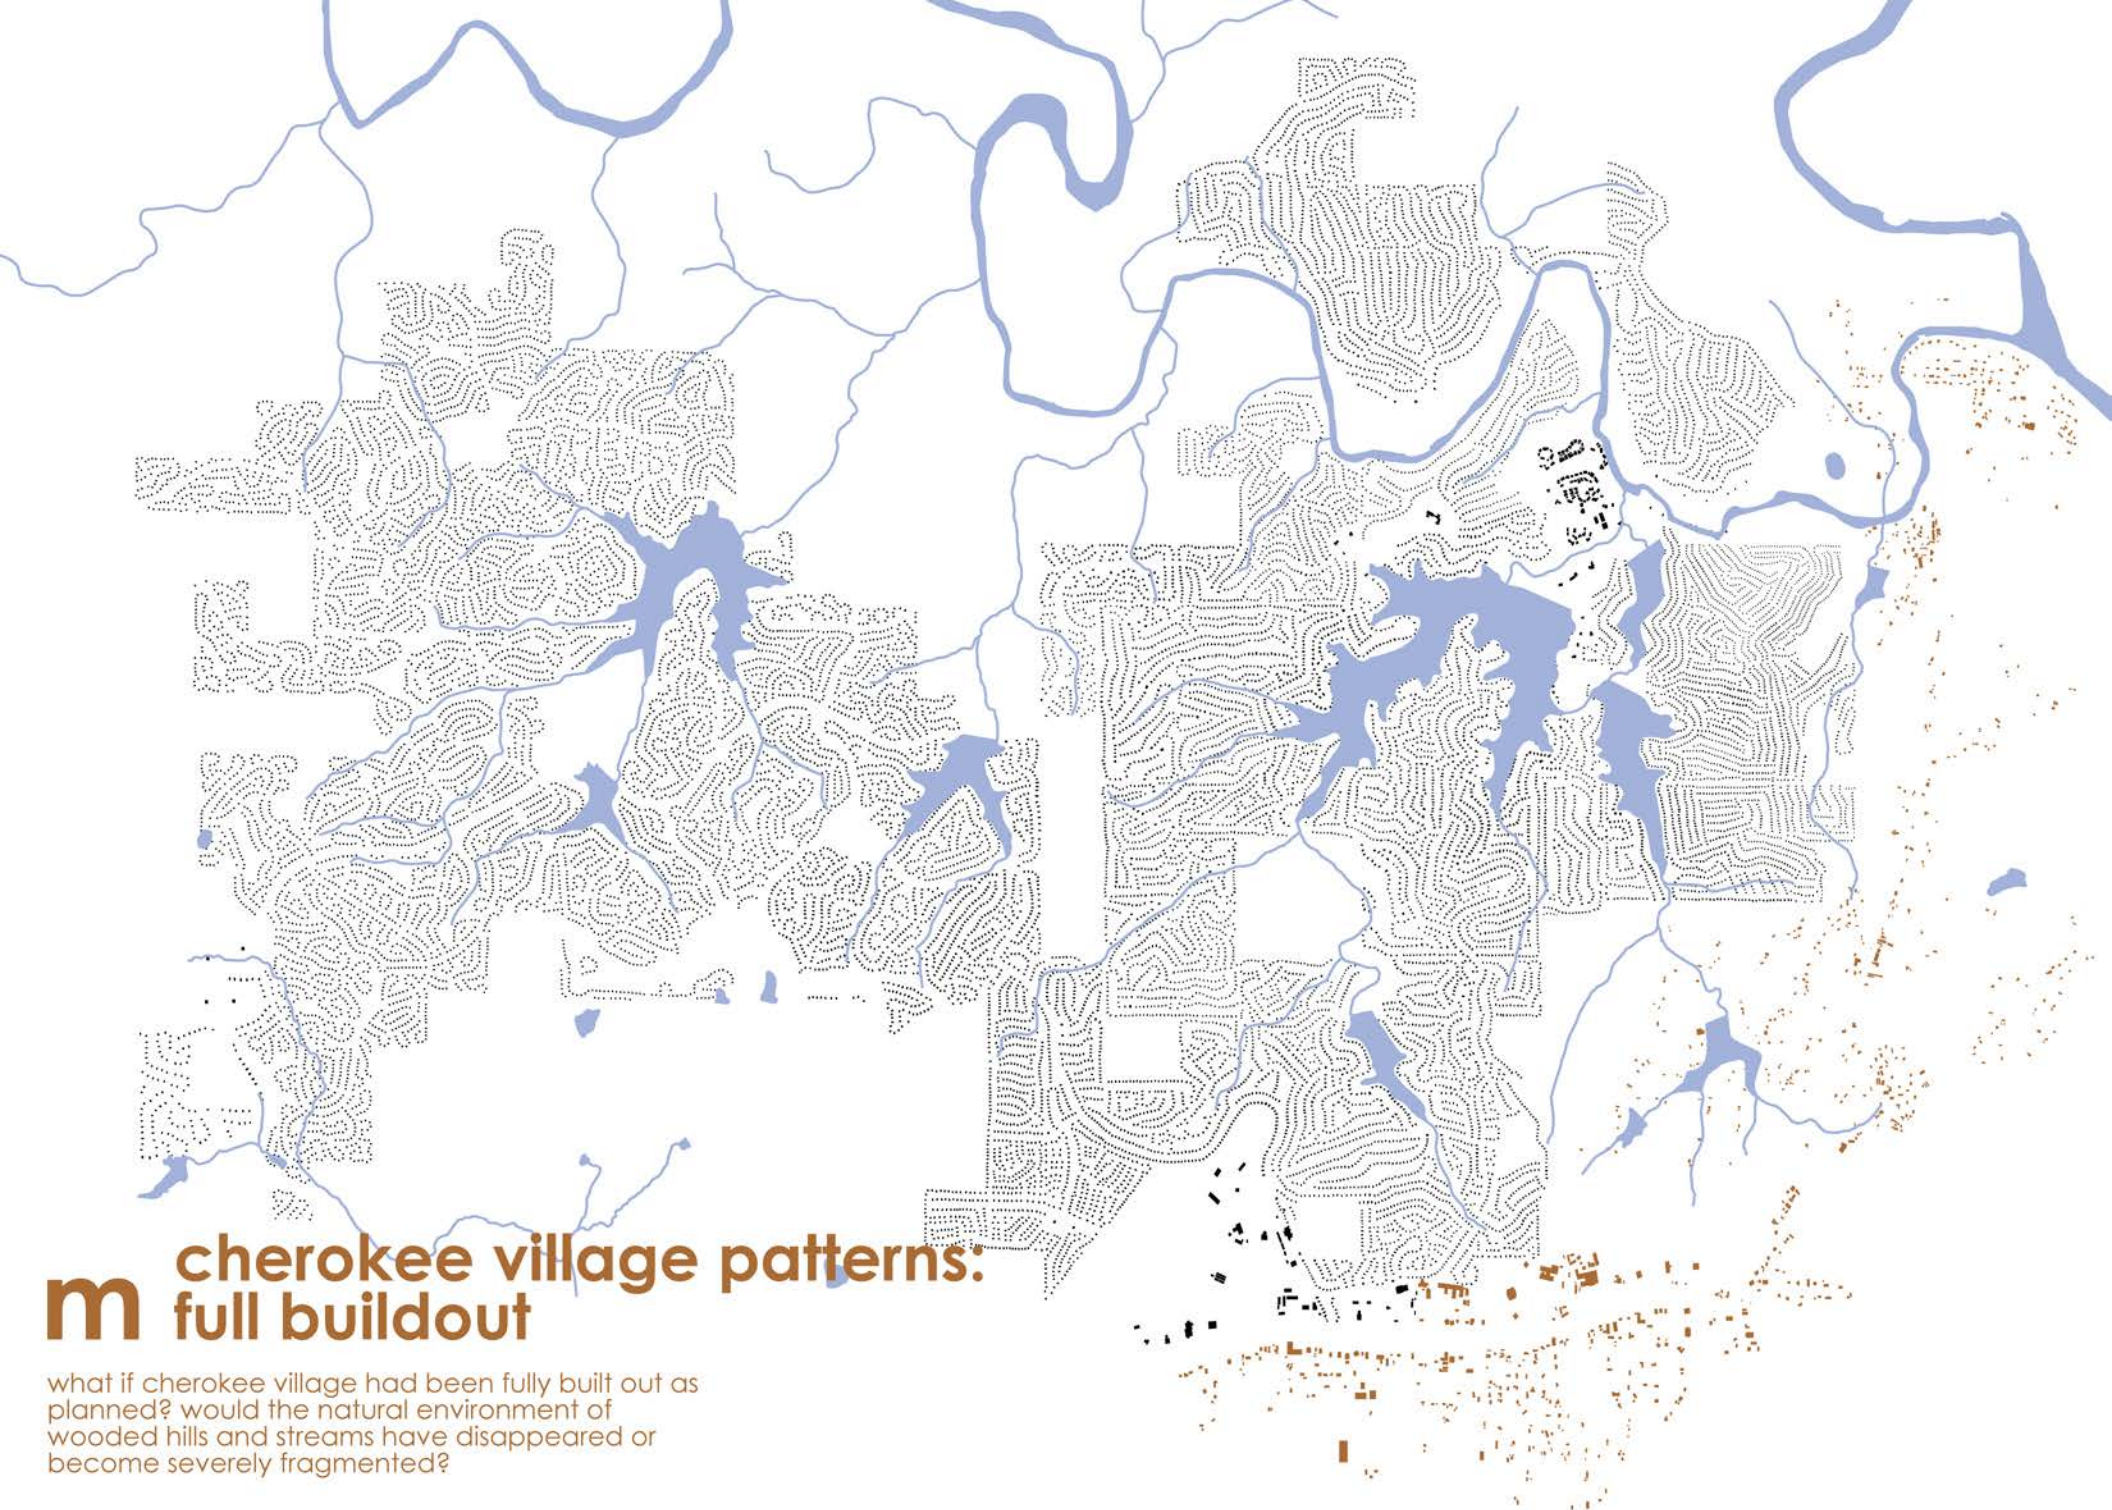 m
cherokee village patterns:
full buildout
what if cherokee village had been fully built out as
planned? would the natural environment of
wooded hills and streams have disappeared or
become severely fragmented?